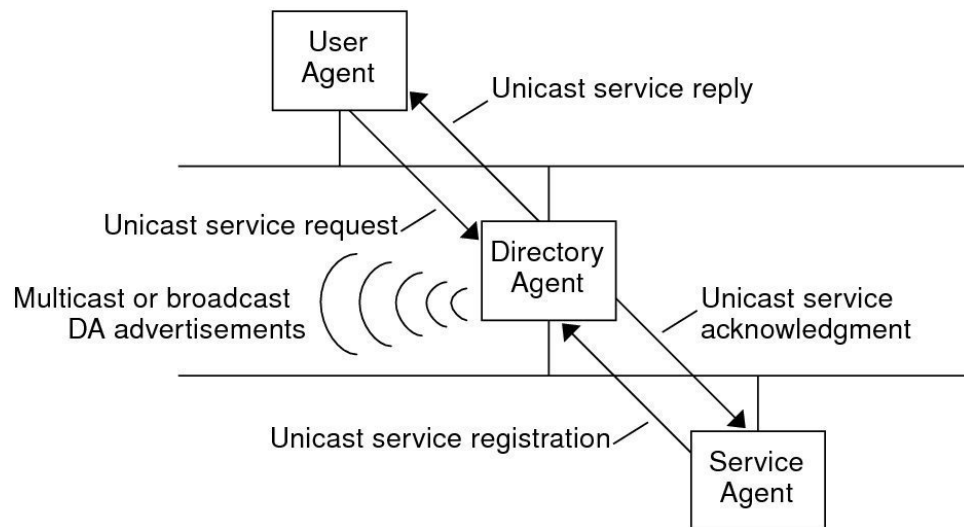 User
Agent
Unicast service reply
Unicast service request
Directory
Agent
Multicast or broadcast
DA advertisements
Unicast service
acknowledgment
Unicast service registration
Service
Agent